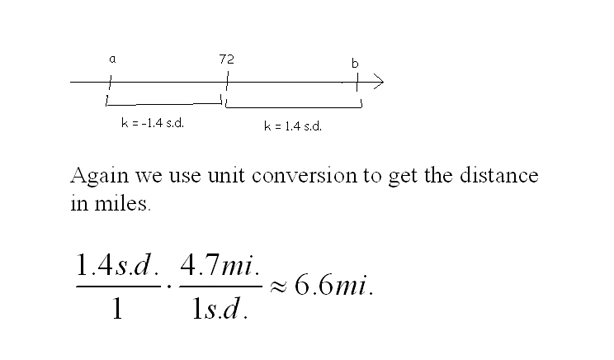 a 72 b
k = -1.4 s.d. k = 1.4 s.d.
Again we use unit conversion to get the distance
in miles.
1.4s.d. / 1 · 4.7mi. / 1s.d. ≈ 6.6mi.